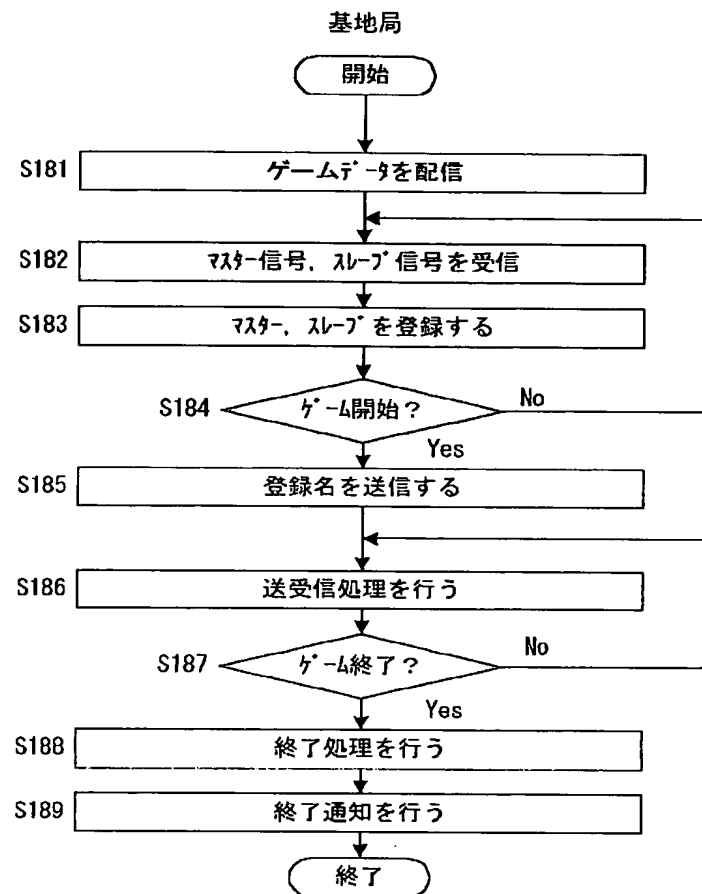 基地局
開始
S181 ゲームデータを配信
S182 マスター信号，スレーブ信号を受信
S183 マスター，スレーブを登録する
S184 ゲーム開始？ No
Yes
S185 登録名を送信する
S186 送受信処理を行う
S187 ゲーム終了？ No
Yes
S188 終了処理を行う
S189 終了通知を行う
終了